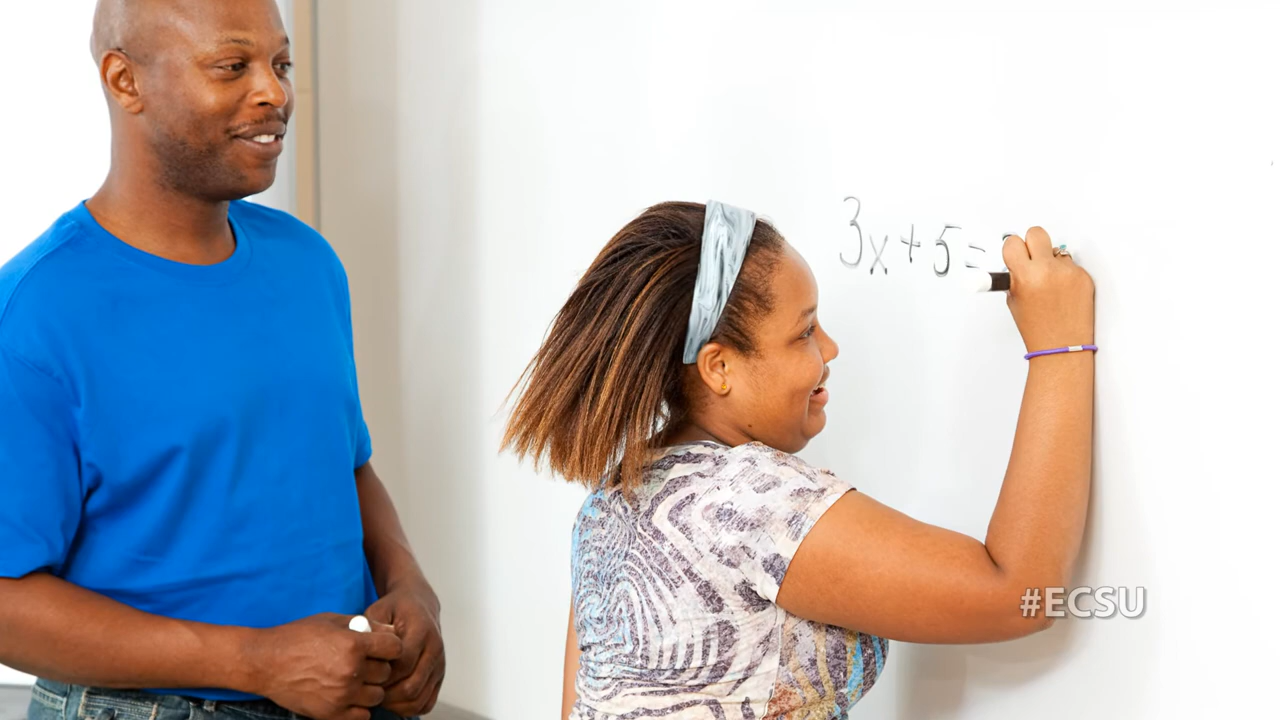 3x + 5 =
#ECSU